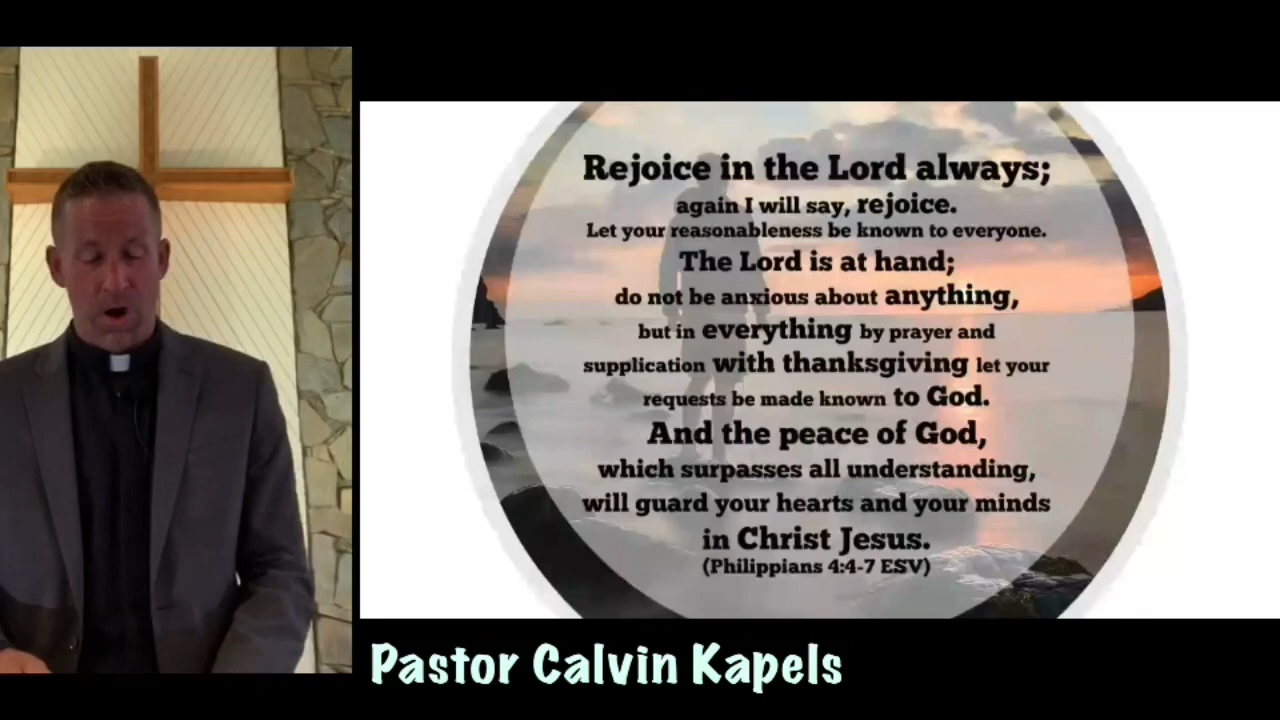 Rejoice in the Lord always;
again I will say, rejoice.
Let your reasonableness be known to everyone.
The Lord is at hand;
do not be anxious about anything,
but in everything by prayer and
supplication with thanksgiving let your
requests be made known to God.
And the peace of God,
which surpasses all understanding,
will guard your hearts and your minds
in Christ Jesus.
(Philippians 4:4-7 ESV)
Pastor Calvin Kapels